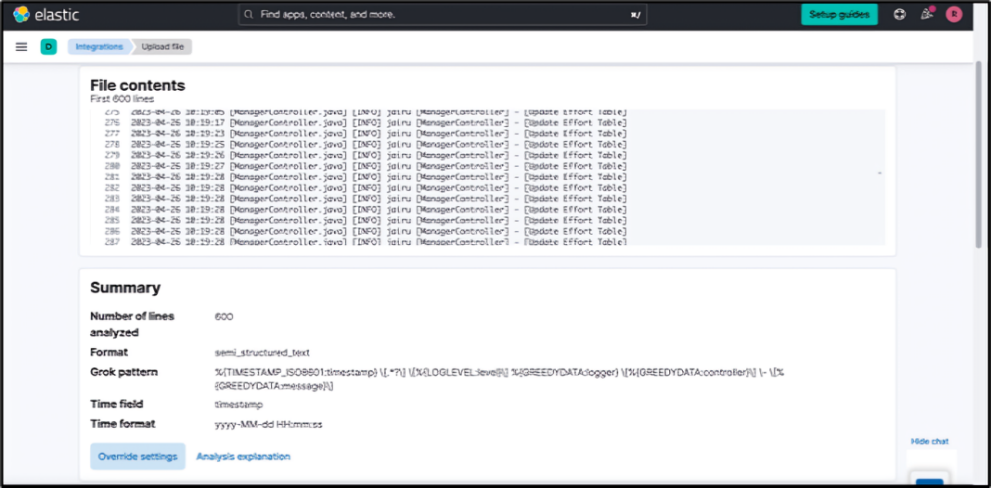 elastic
Find apps, content, and more.
⌘/
Setup guides
R
D
Integrations
Upload file
File contents
First 600 lines
275 2023-04-26 10:19:05 [ManagerController.java] [INFO] jairu [ManagerController] - [Update Effort Table]
276 2023-04-26 10:19:17 [ManagerController.java] [INFO] jairu [ManagerController] - [Update Effort Table]
277 2023-04-26 10:19:23 [ManagerController.java] [INFO] jairu [ManagerController] - [Update Effort Table]
278 2023-04-26 10:19:25 [ManagerController.java] [INFO] jairu [ManagerController] - [Update Effort Table]
279 2023-04-26 10:19:26 [ManagerController.java] [INFO] jairu [ManagerController] - [Update Effort Table]
280 2023-04-26 10:19:27 [ManagerController.java] [INFO] jairu [ManagerController] - [Update Effort Table]
281 2023-04-26 10:19:28 [ManagerController.java] [INFO] jairu [ManagerController] - [Update Effort Table]
282 2023-04-26 10:19:28 [ManagerController.java] [INFO] jairu [ManagerController] - [Update Effort Table]
283 2023-04-26 10:19:28 [ManagerController.java] [INFO] jairu [ManagerController] - [Update Effort Table]
284 2023-04-26 10:19:28 [ManagerController.java] [INFO] jairu [ManagerController] - [Update Effort Table]
285 2023-04-26 10:19:28 [ManagerController.java] [INFO] jairu [ManagerController] - [Update Effort Table]
286 2023-04-26 10:19:28 [ManagerController.java] [INFO] jairu [ManagerController] - [Update Effort Table]
287 2023-04-26 10:19:28 [ManagerController.java] [INFO] jairu [ManagerController] - [Update Effort Table]
Summary
Number of lines 600
analyzed
Format semi_structured_text
Grok pattern %{TIMESTAMP_ISO8601:timestamp} \[.*?\] \[%{LOGLEVEL:level}\] %{GREEDYDATA:logger} \[%{GREEDYDATA:controller}\] \- \[%
{GREEDYDATA:message}\]
Time field timestamp
Time format yyyy-MM-dd HH:mm:ss
Override settings
Analysis explanation
Hide chat